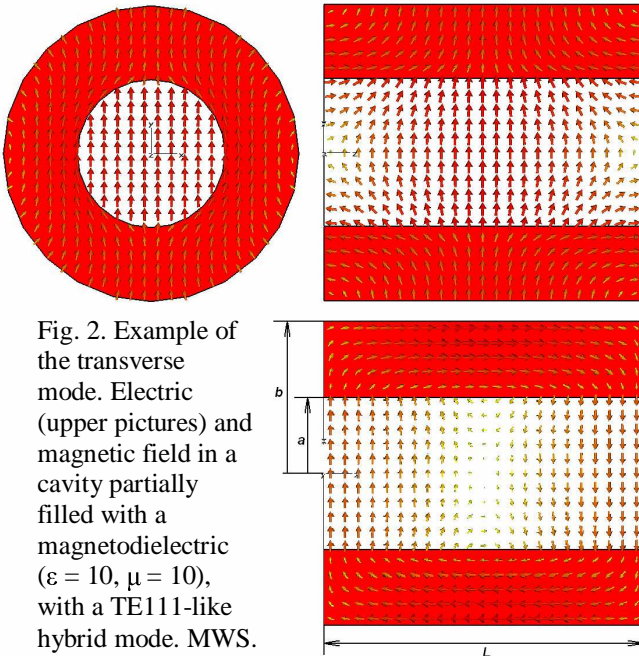 Fig. 2. Example of
the transverse
mode. Electric
(upper pictures) and
magnetic field in a
cavity partially
filled with a
magnetodielectric
(ε = 10, μ = 10),
with a TE111-like
hybrid mode. MWS.
b
a
L